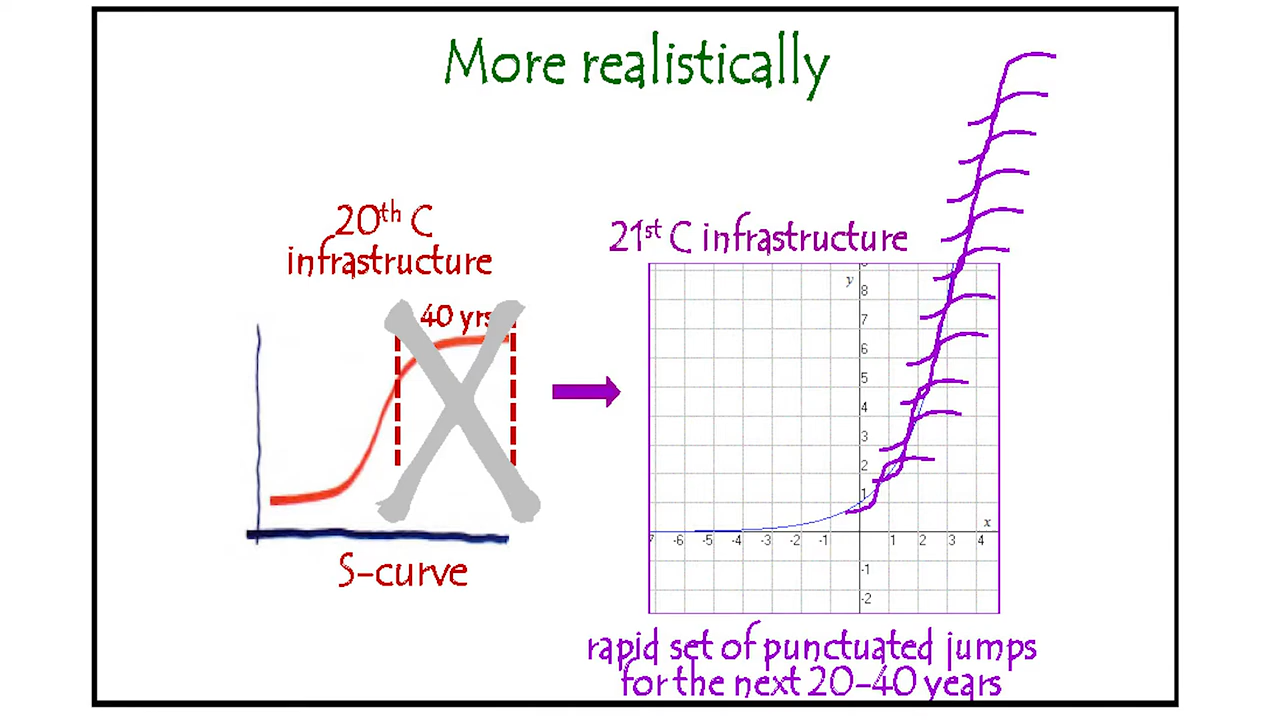 More realistically
20th C
infrastructure
40 yrs
S-curve
21st C infrastructure
y
8
7
6
5
4
3
2
1
x
7 -6 -5 -4 -3 -2 -1 1 2 3 4
-1
-2
rapid set of punctuated jumps
for the next 20-40 years